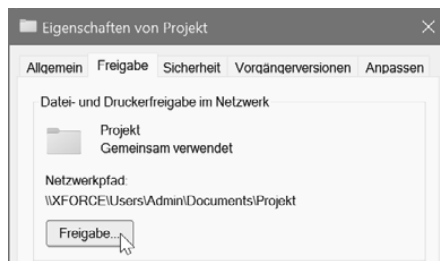 Eigenschaften von Projekt
Allgemein Freigabe Sicherheit Vorgängerversionen Anpassen
Datei- und Druckerfreigabe im Netzwerk
Projekt
Gemeinsam verwendet
Netzwerkpfad:
\\XFORCE\Users\Admin\Documents\Projekt
Freigabe...